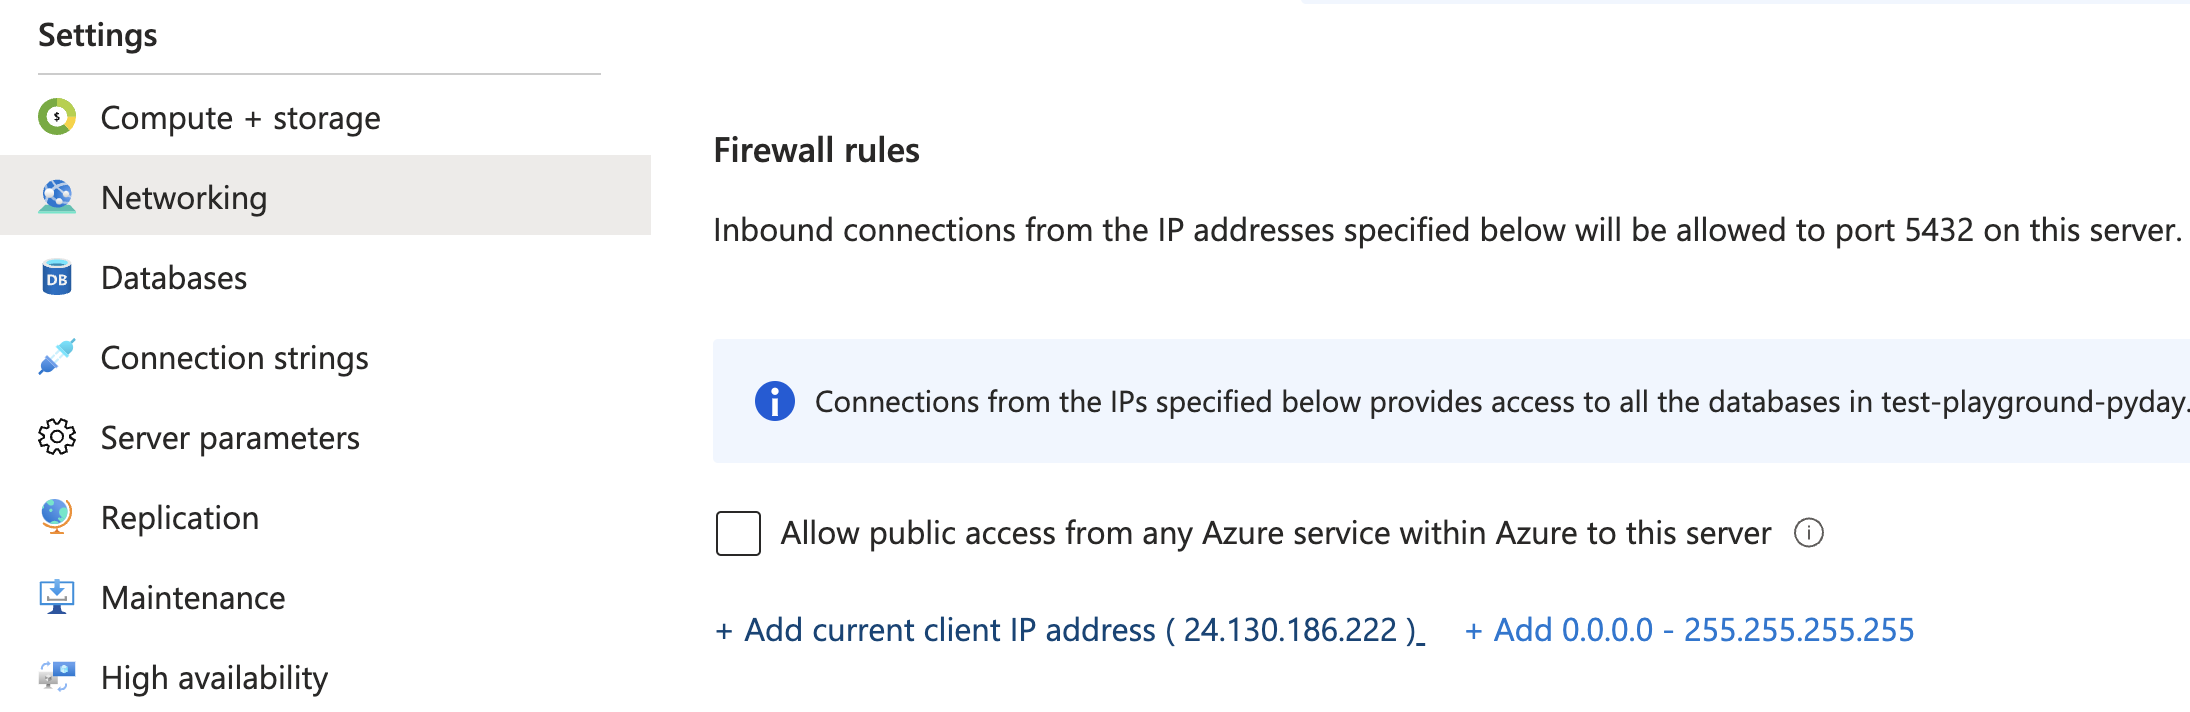 Settings
Compute + storage
Networking
Databases
DB
Connection strings
Server parameters
Replication
Maintenance
High availability
Firewall rules
Inbound connections from the IP addresses specified below will be allowed to port 5432 on this server.
Connections from the IPs specified below provides access to all the databases in test-playground-pyday.
Allow public access from any Azure service within Azure to this server
+ Add current client IP address ( 24.130.186.222 ) + Add 0.0.0.0 - 255.255.255.255